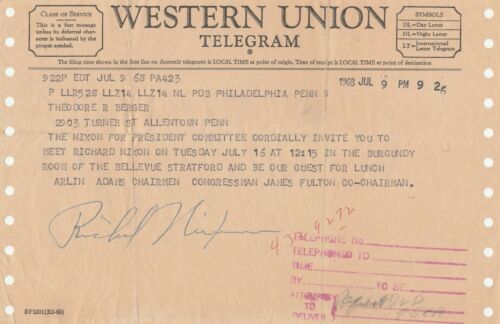 CLASS OF SERVICE
This is a fast message
unless its deferred character is indicated by the
proper symbol.
WESTERN UNION
TELEGRAM
SYMBOLS
DL=Day Letter
NL=Night Letter
LT=International
Letter Telegram
The filing time shown in the date line on domestic telegrams is LOCAL TIME at point of origin. Time of receipt is LOCAL TIME at point of destination
922P EDT JUL 9 68 PA423
1968 JUL 9 PM 9 26
P LLR528 LLZ14 LLZ14 NL PDB PHILADELPHIA PENN 9
THEODORE R BERGER
2903 TURNER ST ALLENTOWN PENN
THE NIXON FOR PRESIDENT COMMITTEE CORDIALLY INVITE YOU TO
MEET RICHARD NIXON ON TUESDAY JULY 16 AT 12:15 IN THE BURGUNDY
ROOM OF THE BELLEVUE STRATFORD AND BE OUR GUEST FOR LUNCH
ARLIN ADAMS CHAIRMEN CONGRESSMAN JAMES FULTON CO-CHAIRMAN.
Richard Nixon
TELEPHONE NO.
TELEPHONED TO
TIME
BY TO BE
ATTEMPTS
TO
DELIVER
SF1201(R2-65)